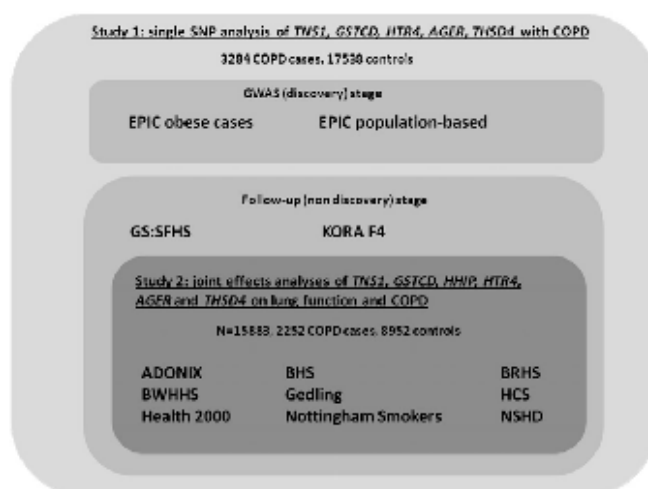 Study 1: single SNP analysis of TNS1, GSTCD, HTR4, AGER, THSD4 with COPD
3284 COPD cases, 17538 controls
GWAS (discovery) stage
EPIC obese cases EPIC population-based
Follow-up (non discovery) stage
GS:SFHS KORA F4
Study 2: joint effects analyses of TNS1, GSTCD, HHIP, HTR4,
AGER and THSD4 on lung function and COPD
N=15883, 2252 COPD cases, 8952 controls
ADONIX BHS BRHS
BWHHS Gedling HCS
Health 2000 Nottingham Smokers NSHD